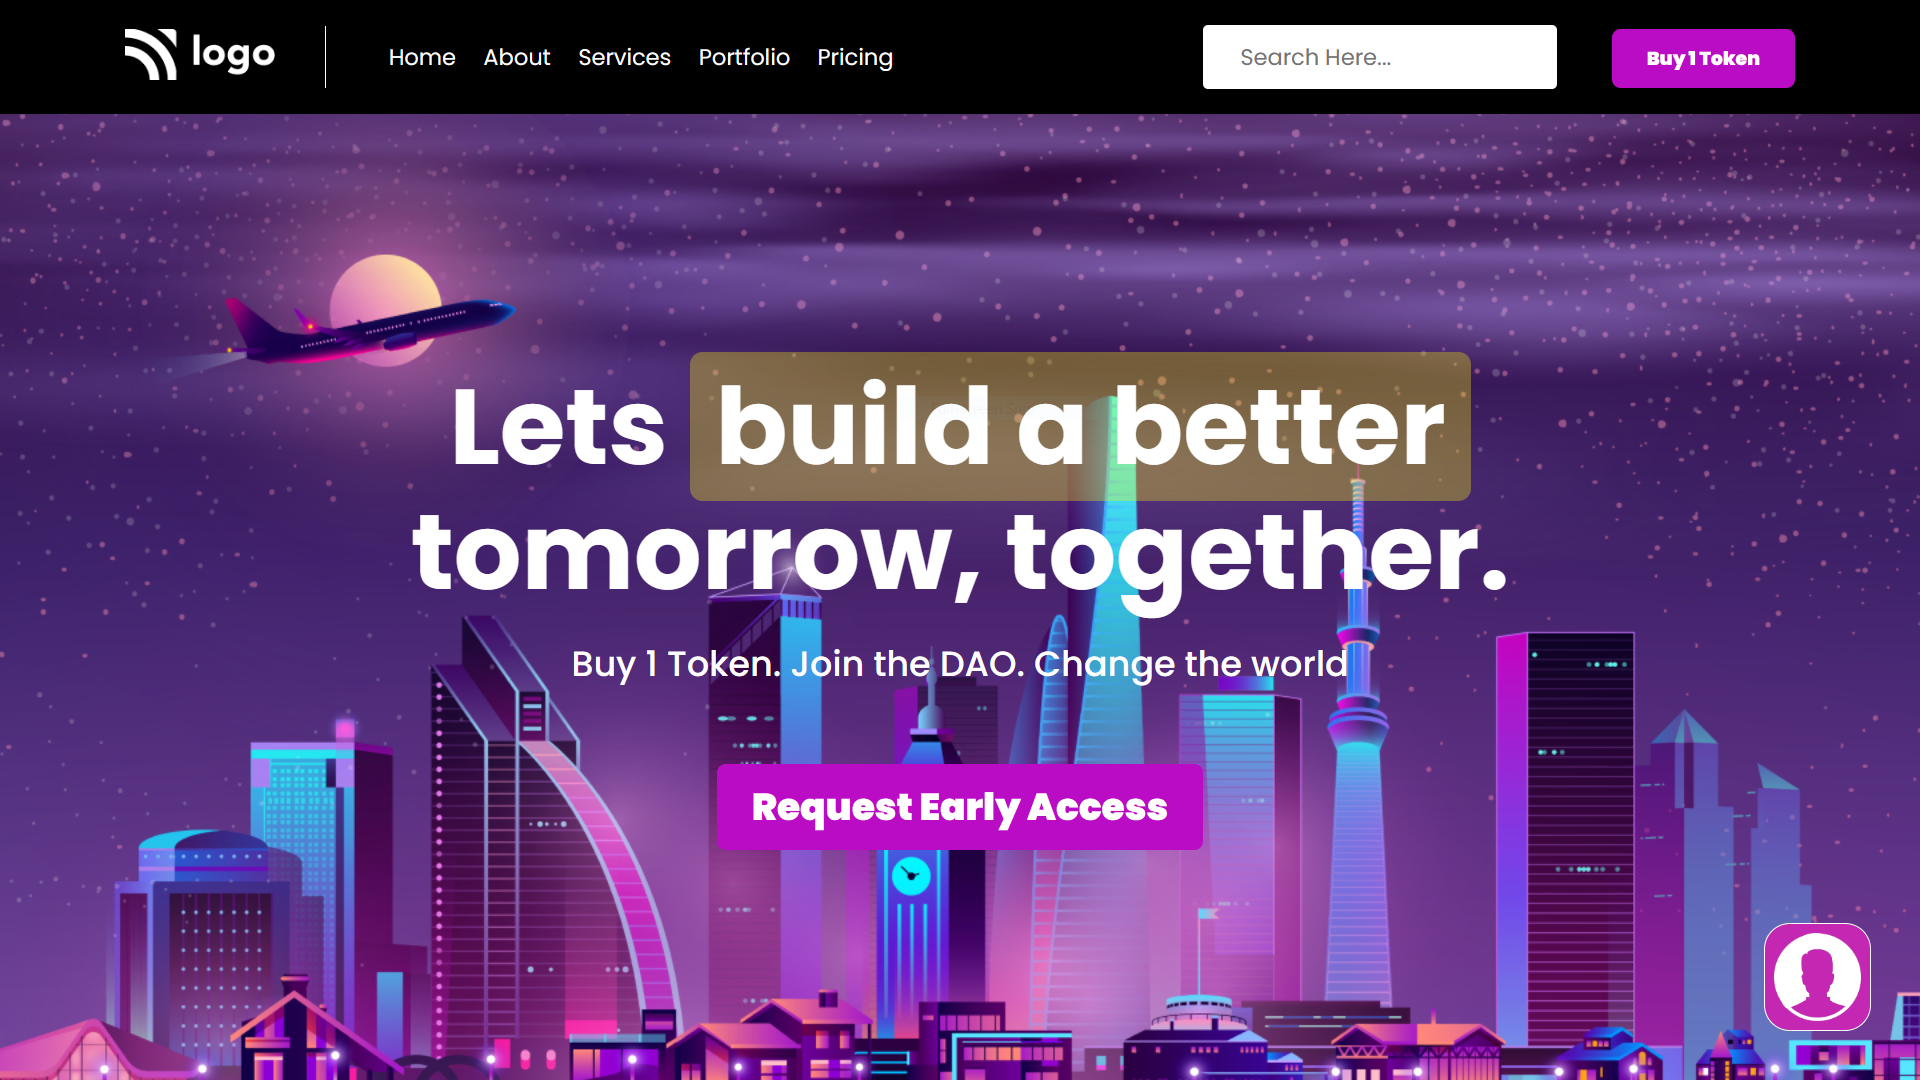 logo
Home About Services Portfolio Pricing
Search Here...
Buy 1 Token
Lets build a better
tomorrow, together.
Buy 1 Token. Join the DAO. Change the world
Request Early Access